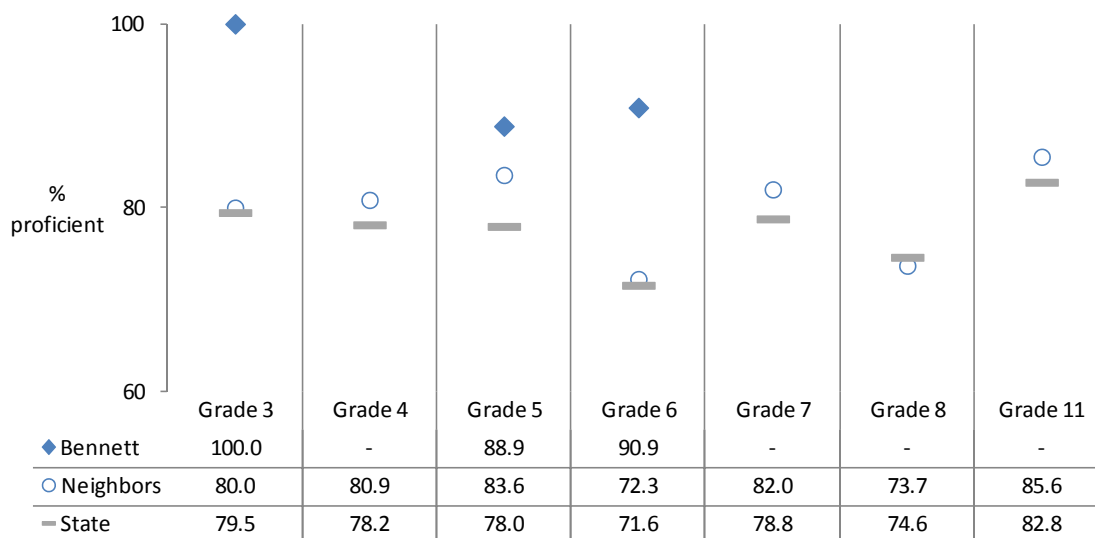 100
80
60
%
proficient
Grade 3 Grade 4 Grade 5 Grade 6 Grade 7 Grade 8 Grade 11
Bennett 100.0 - 88.9 90.9 - - -
Neighbors 80.0 80.9 83.6 72.3 82.0 73.7 85.6
State 79.5 78.2 78.0 71.6 78.8 74.6 82.8